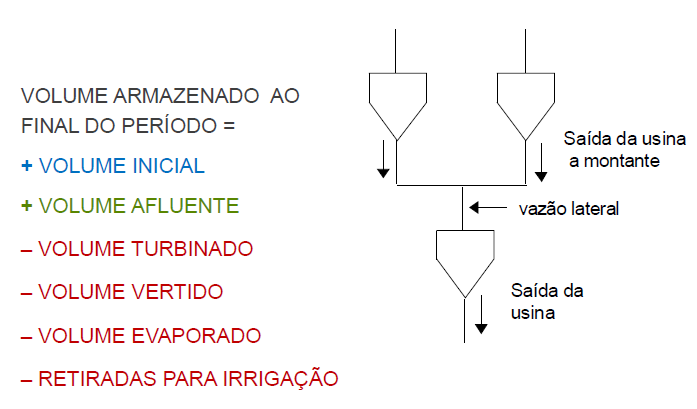 VOLUME ARMAZENADO AO
FINAL DO PERÍODO =
+ VOLUME INICIAL
+ VOLUME AFLUENTE
– VOLUME TURBINADO
– VOLUME VERTIDO
– VOLUME EVAPORADO
– RETIRADAS PARA IRRIGAÇÃO
Saída da usina
a montante
vazão lateral
Saída da
usina